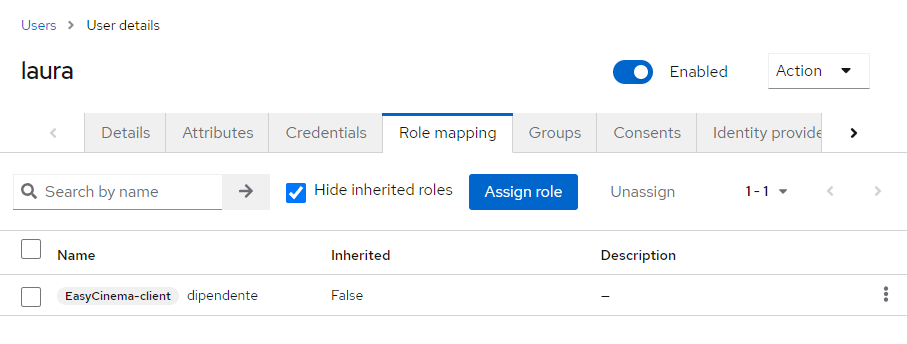 Users > User details
laura
Enabled
Action
Details Attributes Credentials Role mapping Groups Consents Identity provide
Search by name
Hide inherited roles
Assign role
Unassign
1 - 1
Name Inherited Description
EasyCinema-client dipendente False –